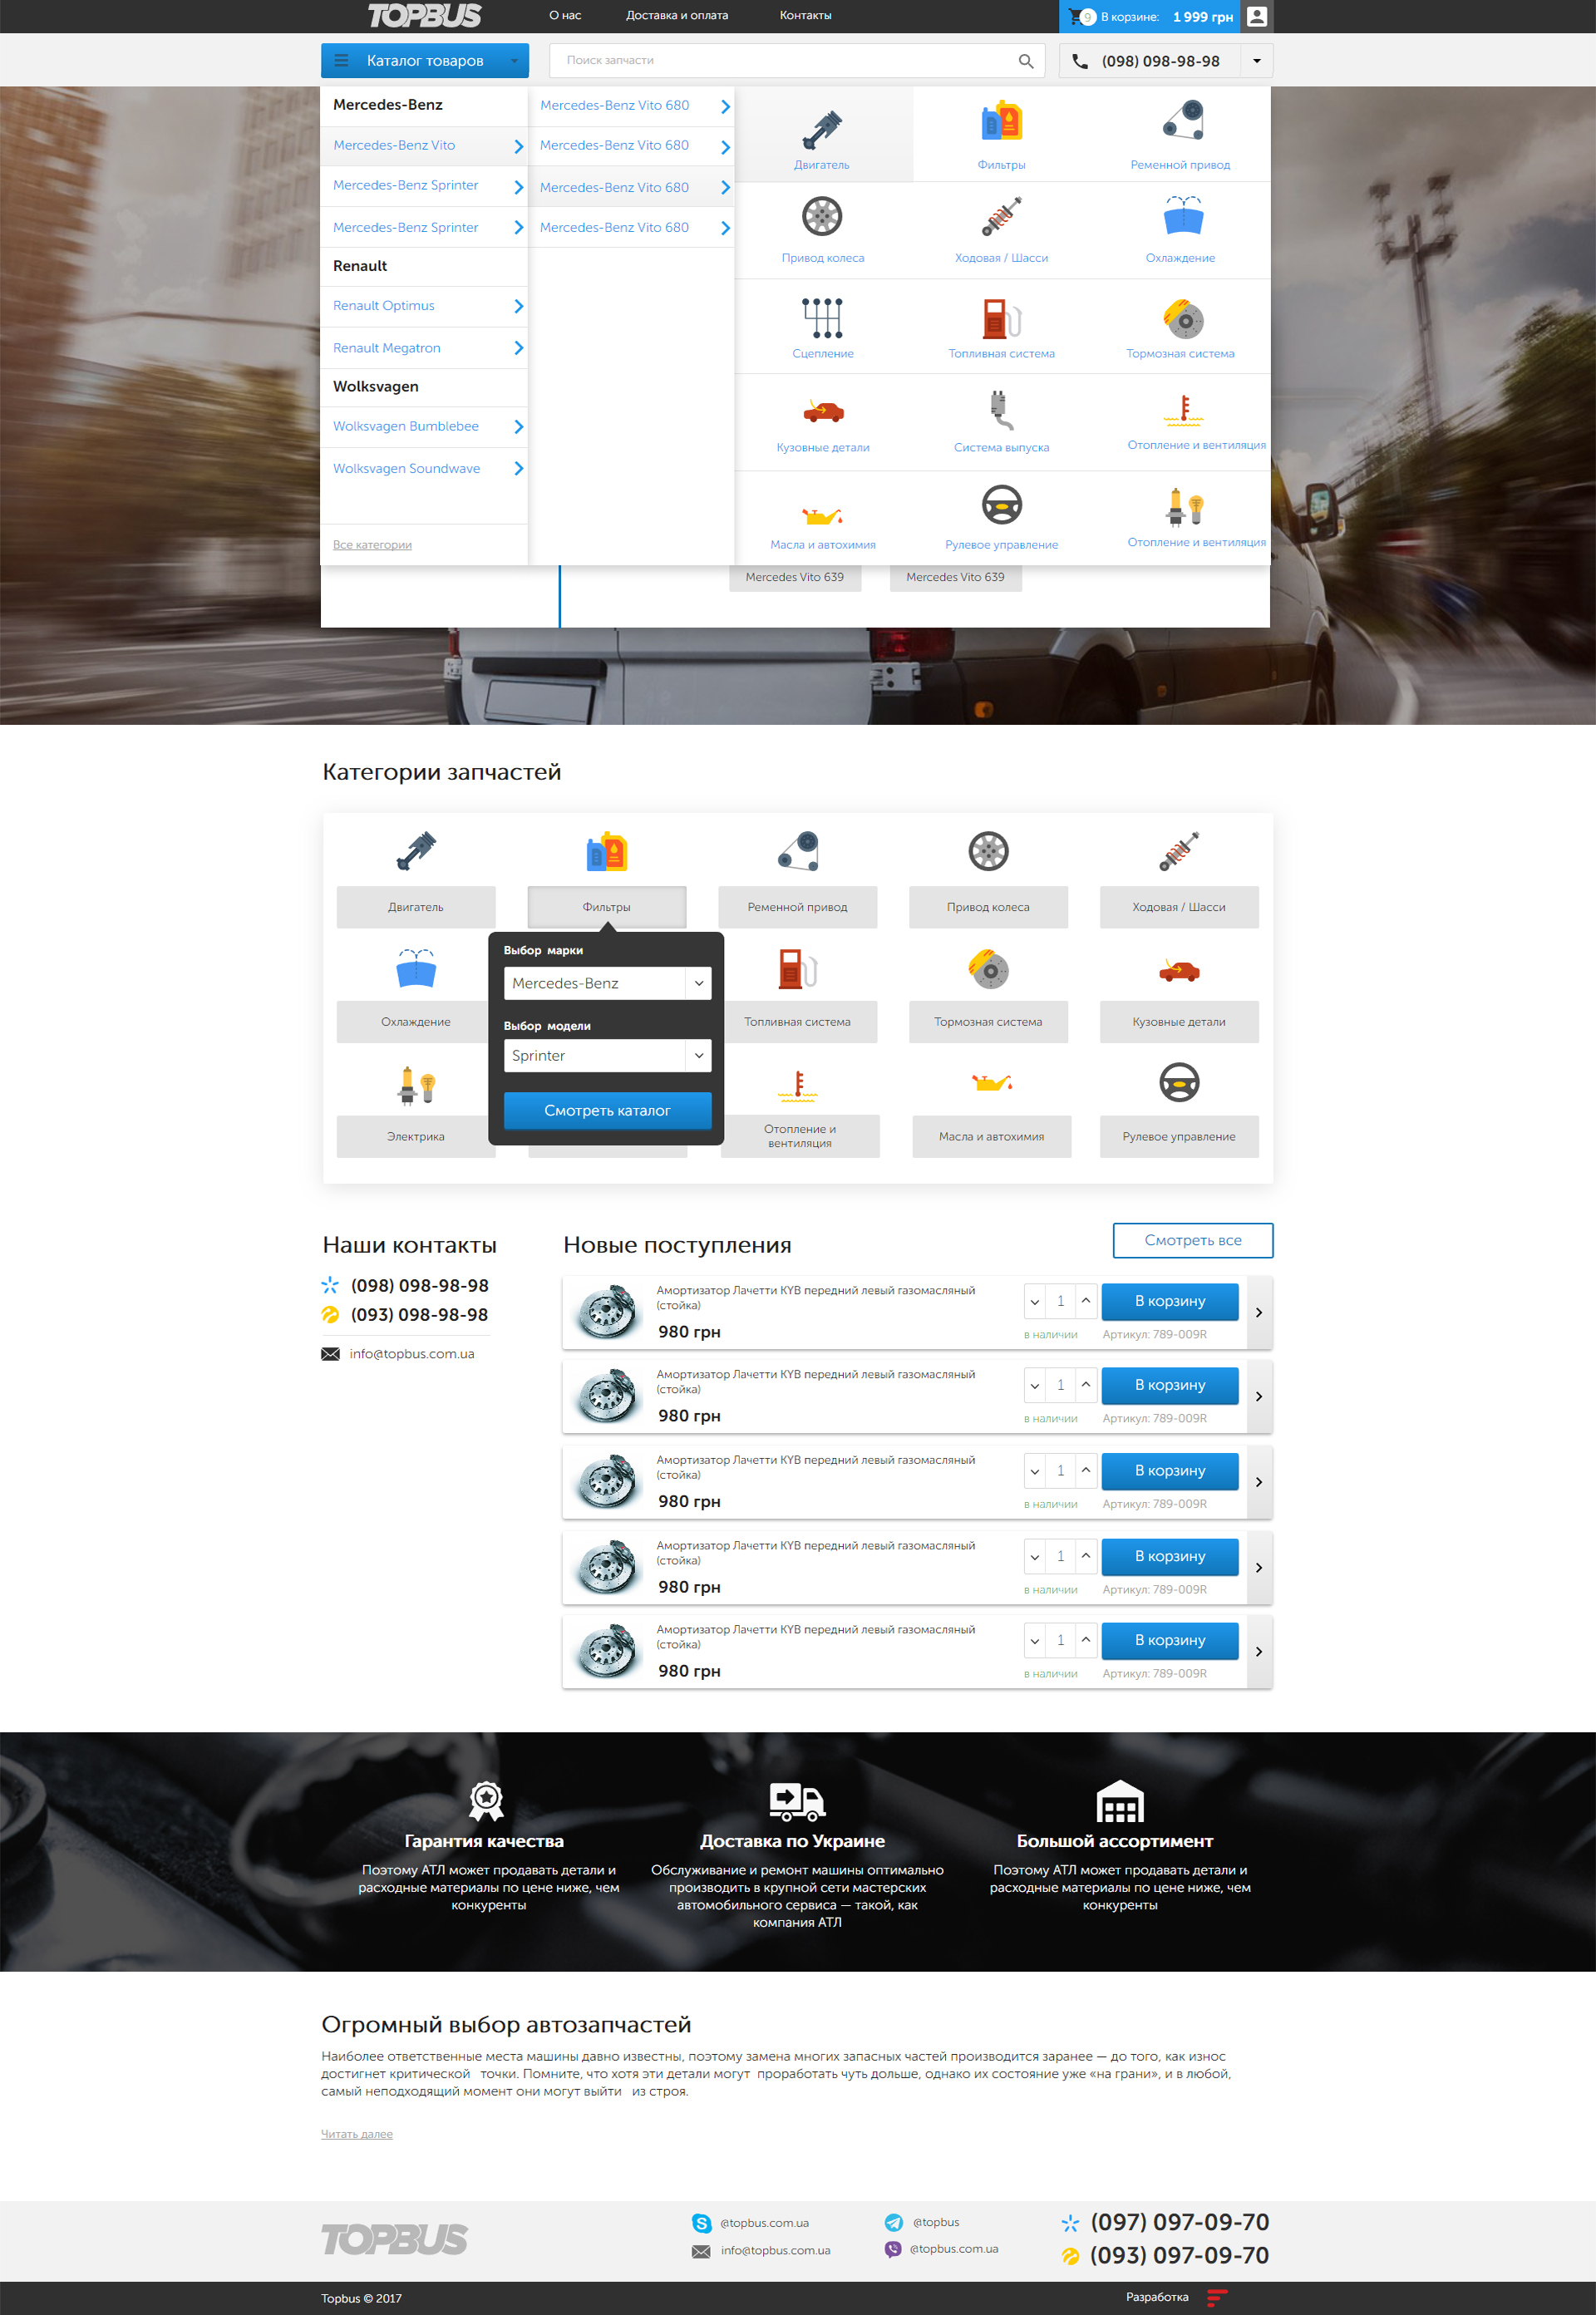 TOPBUS
О нас
Доставка и оплата
Контакты
9
В корзине:
1 999 грн
Каталог товаров
Поиск запчасти
(098) 098-98-98
Mercedes-Benz
Mercedes-Benz Vito
Mercedes-Benz Sprinter
Mercedes-Benz Sprinter
Renault
Renault Optimus
Renault Megatron
Wolksvagen
Wolksvagen Bumblebee
Wolksvagen Soundwave
Все категории
Mercedes-Benz Vito 680
Mercedes-Benz Vito 680
Mercedes-Benz Vito 680
Mercedes-Benz Vito 680
Двигатель
Фильтры
Ременной привод
Привод колеса
Ходовая / Шасси
Охлаждение
Сцепление
Топливная система
Тормозная система
Кузовные детали
Система выпуска
Отопление и вентиляция
Масла и автохимия
Рулевое управление
Отопление и вентиляция
Mercedes Vito 639
Mercedes Vito 639
Категории запчастей
Двигатель
Фильтры
Ременной привод
Привод колеса
Ходовая / Шасси
Охлаждение
Топливная система
Тормозная система
Кузовные детали
Электрика
Отопление и
вентиляция
Масла и автохимия
Рулевое управление
Выбор марки
Mercedes-Benz
Выбор модели
Sprinter
Смотреть каталог
Наши контакты
(098) 098-98-98
(093) 098-98-98
info@topbus.com.ua
Новые поступления
Смотреть все
Амортизатор Лачетти KYB передний левый газомасляный
(стойка)
980 грн
1
В корзину
в наличии
Артикул: 789-009R
Амортизатор Лачетти KYB передний левый газомасляный
(стойка)
980 грн
1
В корзину
в наличии
Артикул: 789-009R
Амортизатор Лачетти KYB передний левый газомасляный
(стойка)
980 грн
1
В корзину
в наличии
Артикул: 789-009R
Амортизатор Лачетти KYB передний левый газомасляный
(стойка)
980 грн
1
В корзину
в наличии
Артикул: 789-009R
Амортизатор Лачетти KYB передний левый газомасляный
(стойка)
980 грн
1
В корзину
в наличии
Артикул: 789-009R
Гарантия качества
Поэтому АТЛ может продавать детали и
расходные материалы по цене ниже, чем
конкуренты
Доставка по Украине
Обслуживание и ремонт машины оптимально
производить в крупной сети мастерских
автомобильного сервиса — такой, как
компания АТЛ
Большой ассортимент
Поэтому АТЛ может продавать детали и
расходные материалы по цене ниже, чем
конкуренты
Огромный выбор автозапчастей
Наиболее ответственные места машины давно известны, поэтому замена многих запасных частей производится заранее — до того, как износ
достигнет критической точки. Помните, что хотя эти детали могут проработать чуть дольше, однако их состояние уже «на грани», и в любой,
самый неподходящий момент они могут выйти из строя.
Читать далее
TOPBUS
@topbus.com.ua
info@topbus.com.ua
@topbus
@topbus.com.ua
(097) 097-09-70
(093) 097-09-70
Topbus © 2017
Разработка